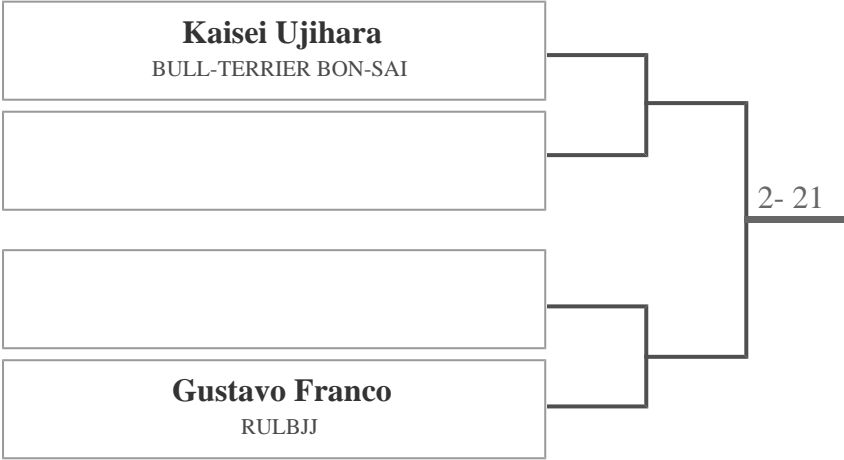 Kaisei Ujihara
BULL-TERRIER BON-SAI
2- 21
Gustavo Franco
RULBJJ